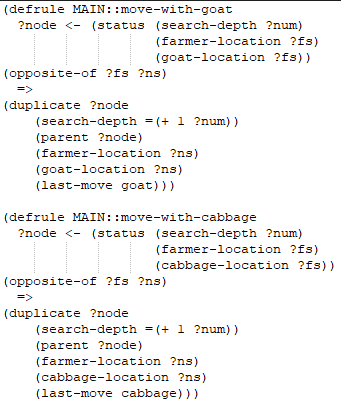 (defrule MAIN::move-with-goat
  ?node <- (status (search-depth ?num)
                   (farmer-location ?fs)
                   (goat-location ?fs))
(opposite-of ?fs ?ns)
  =>
(duplicate ?node
    (search-depth =(+ 1 ?num))
    (parent ?node)
    (farmer-location ?ns)
    (goat-location ?ns)
    (last-move goat)))

(defrule MAIN::move-with-cabbage
  ?node <- (status (search-depth ?num)
                   (farmer-location ?fs)
                   (cabbage-location ?fs))
(opposite-of ?fs ?ns)
  =>
(duplicate ?node
    (search-depth =(+ 1 ?num))
    (parent ?node)
    (farmer-location ?ns)
    (cabbage-location ?ns)
    (last-move cabbage)))